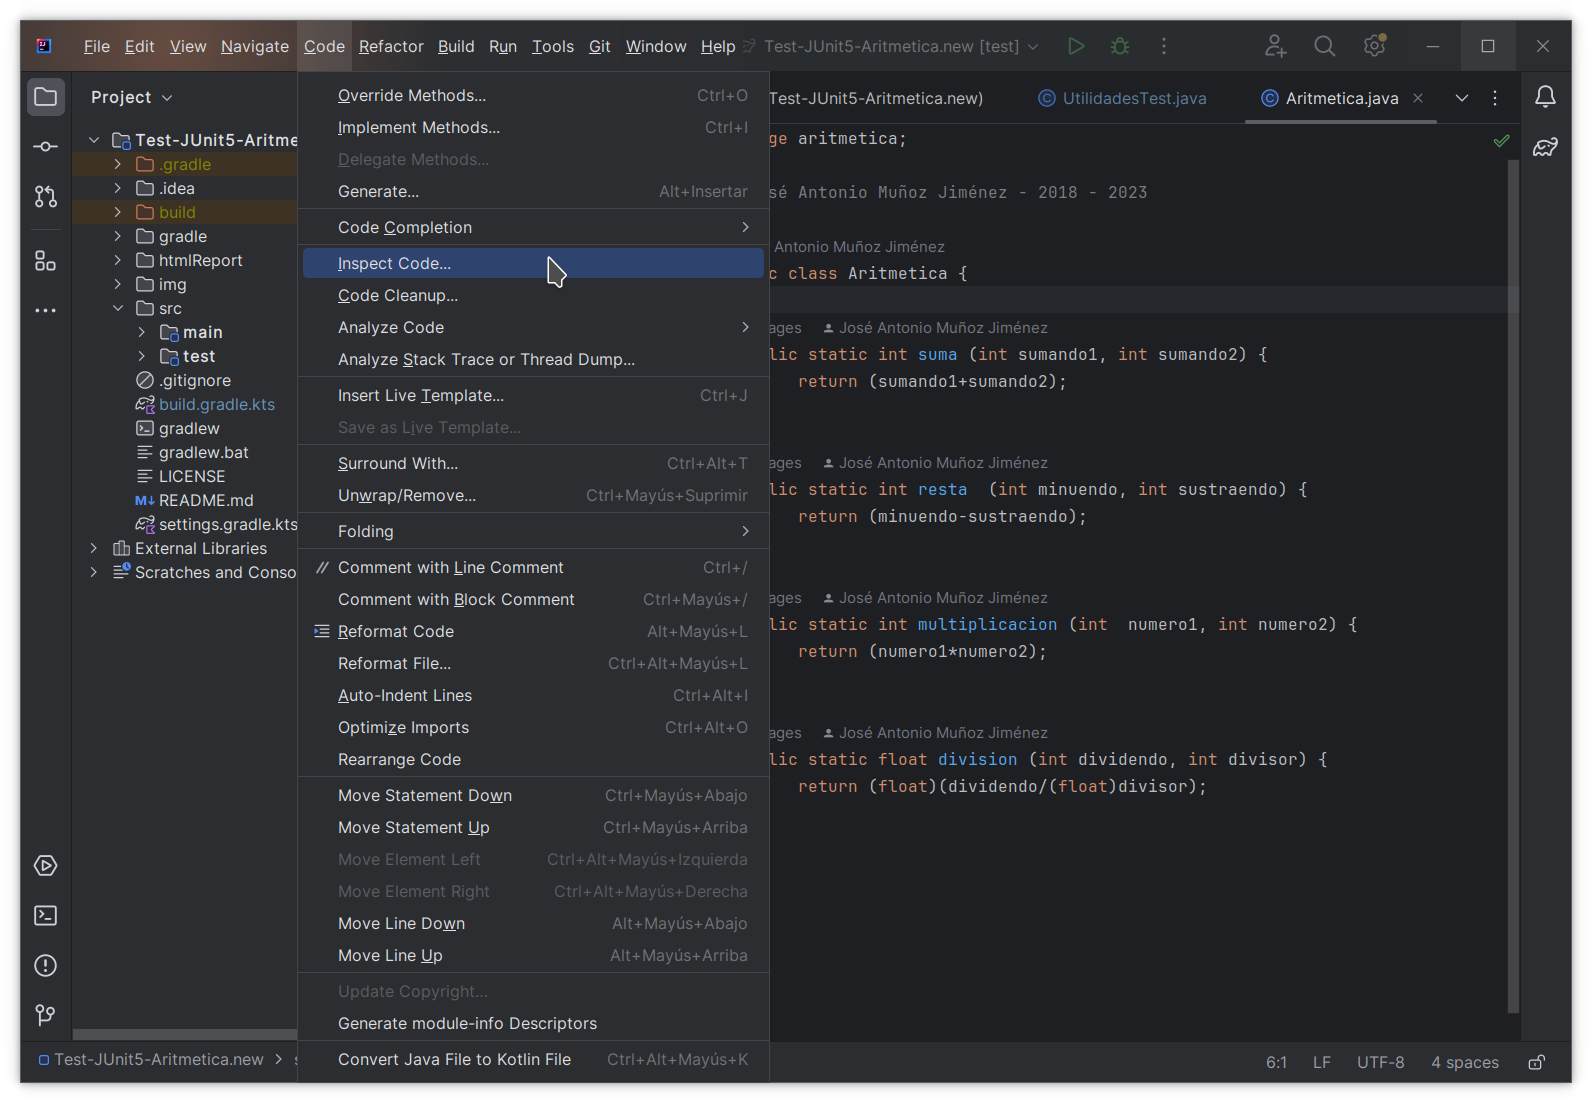 File Edit View Navigate Code Refactor Build Run Tools Git Window Help Test-JUnit5-Aritmetica.new [test]
Project
Test-JUnit5-Aritme
.gradle
.idea
build
gradle
htmlReport
img
src
main
test
.gitignore
build.gradle.kts
gradlew
gradlew.bat
LICENSE
M↓ README.md
settings.gradle.kts
External Libraries
Scratches and Conso
Override Methods... Ctrl+O
Implement Methods... Ctrl+I
Delegate Methods...
Generate... Alt+Insertar
Code Completion
Inspect Code...
Code Cleanup...
Analyze Code
Analyze Stack Trace or Thread Dump...
Insert Live Template... Ctrl+J
Save as Live Template...
Surround With... Ctrl+Alt+T
Unwrap/Remove... Ctrl+Mayús+Suprimir
Folding
// Comment with Line Comment Ctrl+/
Comment with Block Comment Ctrl+Mayús+/
Reformat Code Alt+Mayús+L
Reformat File... Ctrl+Alt+Mayús+L
Auto-Indent Lines Ctrl+Alt+I
Optimize Imports Ctrl+Alt+O
Rearrange Code
Move Statement Down Ctrl+Mayús+Abajo
Move Statement Up Ctrl+Mayús+Arriba
Move Element Left Ctrl+Alt+Mayús+Izquierda
Move Element Right Ctrl+Alt+Mayús+Derecha
Move Line Down Alt+Mayús+Abajo
Move Line Up Alt+Mayús+Arriba
Update Copyright...
Generate module-info Descriptors
Convert Java File to Kotlin File Ctrl+Alt+Mayús+K
Test-JUnit5-Aritmetica.new) UtilidadesTest.java Aritmetica.java
ge aritmetica;
sé Antonio Muñoz Jiménez - 2018 - 2023
Antonio Muñoz Jiménez
c class Aritmetica {
ages José Antonio Muñoz Jiménez
lic static int suma (int sumando1, int sumando2) {
return (sumando1+sumando2);
ages José Antonio Muñoz Jiménez
lic static int resta (int minuendo, int sustraendo) {
return (minuendo-sustraendo);
ages José Antonio Muñoz Jiménez
lic static int multiplicacion (int numero1, int numero2) {
return (numero1*numero2);
ages José Antonio Muñoz Jiménez
lic static float division (int dividendo, int divisor) {
return (float)(dividendo/(float)divisor);
Test-JUnit5-Aritmetica.new > s
6:1 LF UTF-8 4 spaces